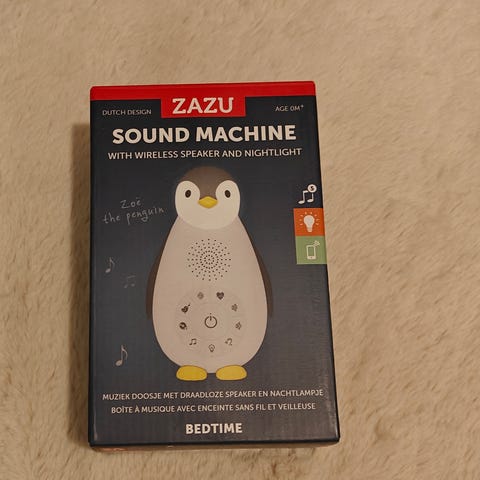 DUTCH DESIGN
ZAZU
AGE 0M+
SOUND MACHINE
WITH WIRELESS SPEAKER AND NIGHTLIGHT
Zoë
the penguin
MUZIEK DOOSJE MET DRAADLOZE SPEAKER EN NACHTLAMPJE
BOÎTE À MUSIQUE AVEC ENCEINTE SANS FIL ET VEILLEUSE
BEDTIME